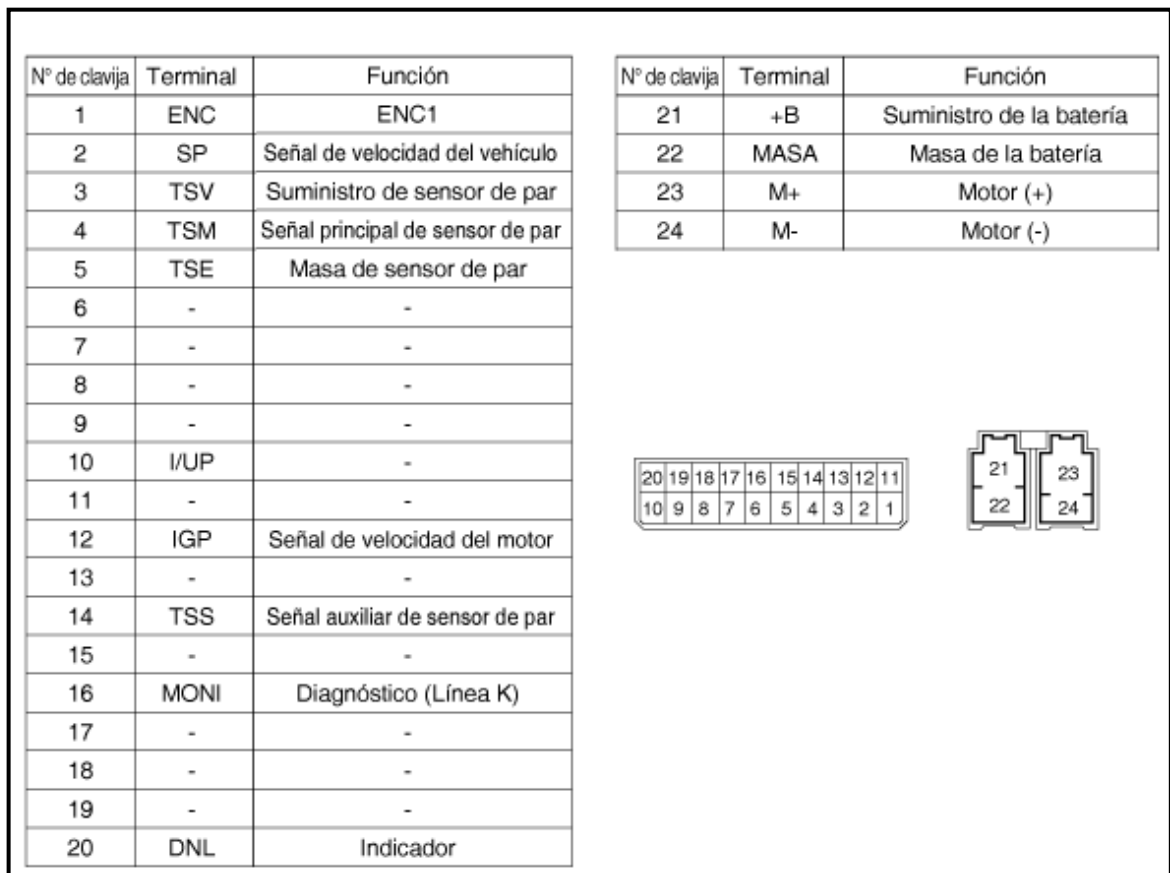 N° de clavija Terminal Función
1 ENC ENC1
2 SP Señal de velocidad del vehículo
3 TSV Suministro de sensor de par
4 TSM Señal principal de sensor de par
5 TSE Masa de sensor de par
6 - -
7 - -
8 - -
9 - -
10 I/UP -
11 - -
12 IGP Señal de velocidad del motor
13 - -
14 TSS Señal auxiliar de sensor de par
15 - -
16 MONI Diagnóstico (Línea K)
17 - -
18 - -
19 - -
20 DNL Indicador
N° de clavija Terminal Función
21 +B Suministro de la batería
22 MASA Masa de la batería
23 M+ Motor (+)
24 M- Motor (-)
20 19 18 17 16 15 14 13 12 11
10 9 8 7 6 5 4 3 2 1
21 23
22 24